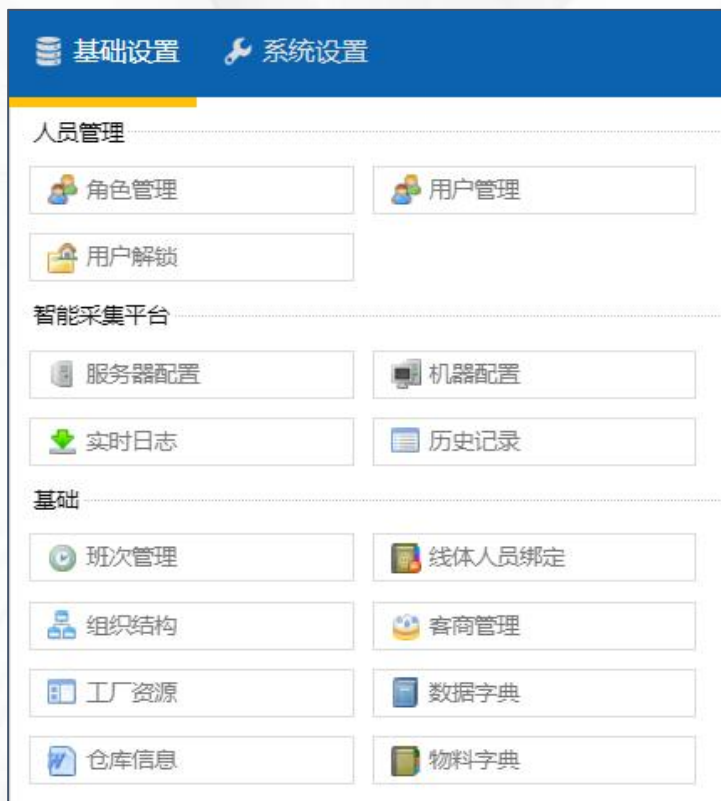 基础设置 系统设置
人员管理
角色管理 用户管理
用户解锁
智能采集平台
服务器配置 机器配置
实时日志 历史记录
基础
班次管理 线体人员绑定
组织结构 客商管理
工厂资源 数据字典
仓库信息 物料字典